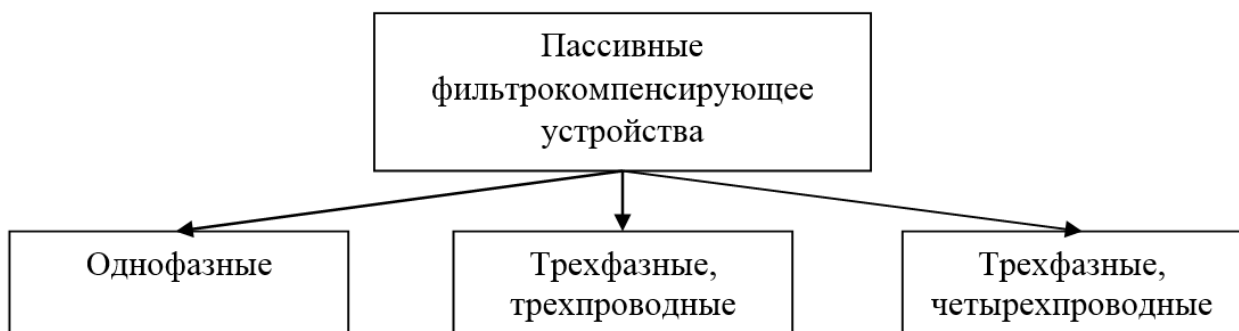 Пассивные
фильтрокомпенсирующее
устройства
Однофазные
Трехфазные,
трехпроводные
Трехфазные,
четырехпроводные